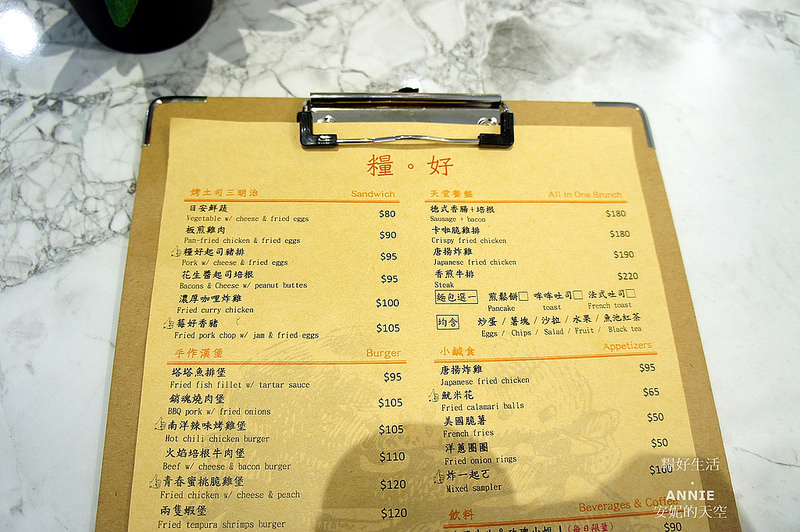 糧。好
烤土司三明治 Sandwich
日安鮮蔬 $80
Vegetable w/ cheese & fried eggs
板煎雞肉 $90
Pan-fried chicken & fried eggs
糧好起司豬排 $95
Pork w/ cheese & fried eggs
花生醬起司培根 $95
Bacons & Cheese w/ peanut buttes
濃厚咖哩炸雞 $100
Fried curry chicken
莓好香豬 $105
Fried pork chop w/ jam & fried eggs
手作漢堡 Burger
塔塔魚排堡 $95
Fried fish fillet w/ tartar sauce
銷魂燒肉堡 $105
BBQ pork w/ fried onions
南洋辣味烤雞堡 $105
Hot chili chicken burger
火焰培根牛肉堡 $110
Beef w/ cheese & bacon burger
青春蜜桃脆雞堡 $120
Fried chicken w/ cheese & peach
兩隻蝦堡 $120
Fried tempura shrimps burger
天堂餐盤 All In One Brunch
德式香腸+培根 $180
Sausage + bacon
卡啦脆雞排 $180
Crispy fried chicken
唐揚炸雞 $190
Japanese fried chicken
香煎牛排 $220
Steak
麵包選一 煎鬆餅 哞哞吐司 法式吐司
Pancake toast French toast
均含 炒蛋 / 薯塊 / 沙拉 / 水果 / 魚池紅茶
Eggs / Chips / Salad / Fruit / Black tea
小鹹食 Appetizers
唐揚炸雞 $95
Japanese fried chicken
魷米花 $65
Fried calamari balls
美國脆薯 $50
French fries
洋蔥圈圈 $50
Fried onion rings
炸一起 $160
Mixed sampler
飲料 Beverages & Coffee
(每日限量) $90
糧好生活
ANNIE
安妮的天空